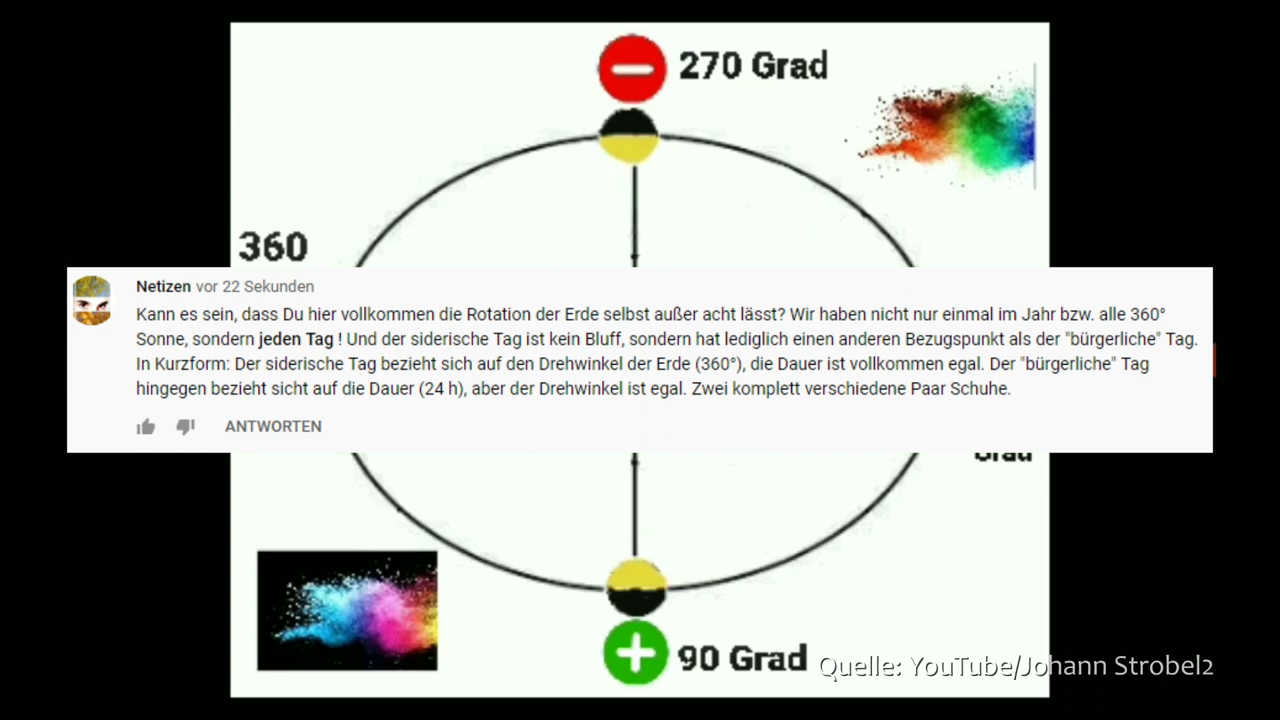 270 Grad
360
Netizen vor 22 Sekunden
Kann es sein, dass Du hier vollkommen die Rotation der Erde selbst außer acht lässt? Wir haben nicht nur einmal im Jahr bzw. alle 360°
Sonne, sondern jeden Tag ! Und der siderische Tag ist kein Bluff, sondern hat lediglich einen anderen Bezugspunkt als der "bürgerliche" Tag.
In Kurzform: Der siderische Tag bezieht sich auf den Drehwinkel der Erde (360°), die Dauer ist vollkommen egal. Der "bürgerliche" Tag
hingegen bezieht sicht auf die Dauer (24 h), aber der Drehwinkel ist egal. Zwei komplett verschiedene Paar Schuhe.
ANTWORTEN
Grad
90 Grad
Quelle: YouTube/Johann Strobel2